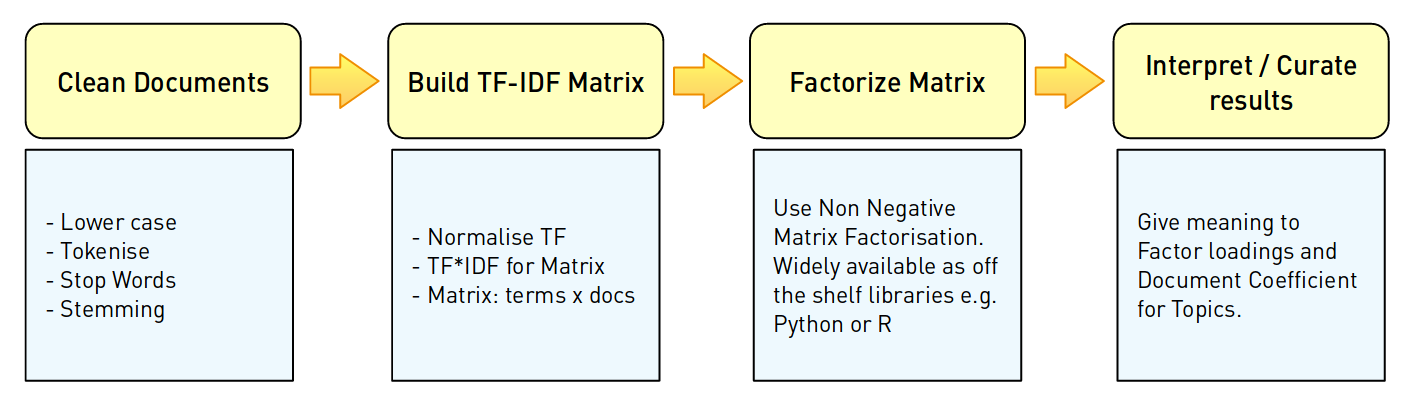 Clean Documents
Build TF-IDF Matrix
Factorize Matrix
Interpret / Curate
results
- Lower case
- Tokenise
- Stop Words
- Stemming
- Normalise TF
- TF*IDF for Matrix
- Matrix: terms x docs
Use Non Negative
Matrix Factorisation.
Widely available as off
the shelf libraries e.g.
Python or R
Give meaning to
Factor loadings and
Document Coefficient
for Topics.